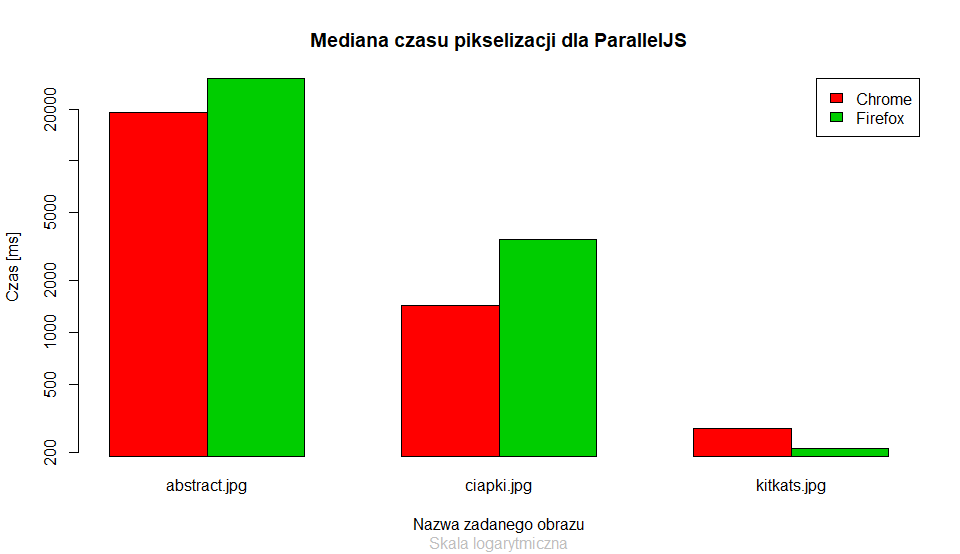 Mediana czasu pikselizacji dla ParallelJS
Chrome
Firefox
Czas [ms]
20000
5000
2000
1000
500
200
abstract.jpg ciapki.jpg kitkats.jpg
Nazwa zadanego obrazu
Skala logarytmiczna